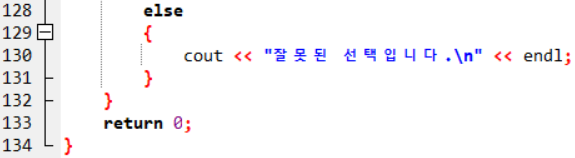 128 else
129 {
130 cout << "잘못된 선택입니다.\n" << endl;
131 }
132 }
133 return 0;
134 }